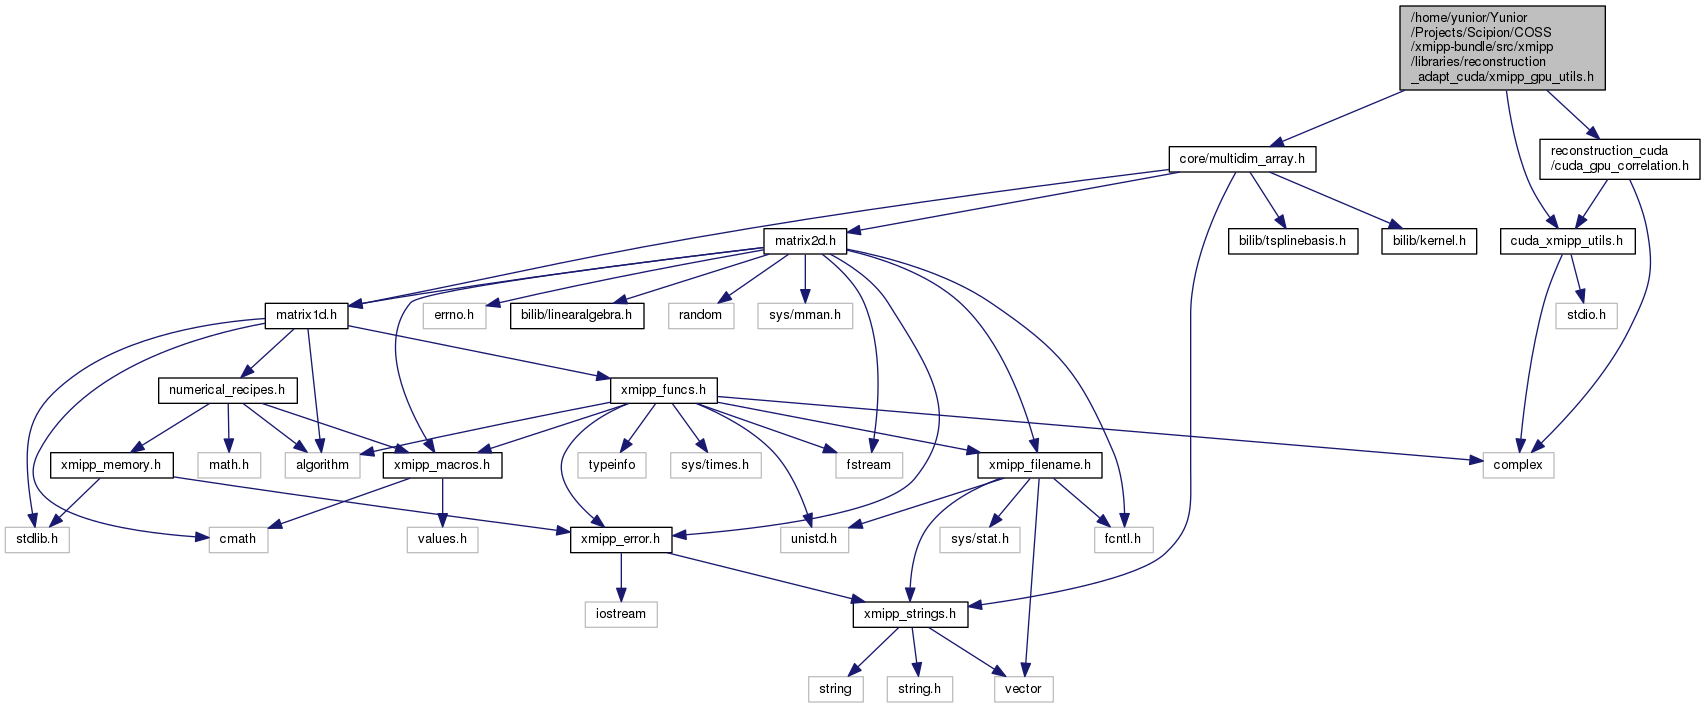 /home/yunior/Yunior
/Projects/Scipion/COSS
/xmipp-bundle/src/xmipp
/libraries/reconstruction
_adapt_cuda/xmipp_gpu_utils.h
core/multidim_array.h
reconstruction_cuda
/cuda_gpu_correlation.h
matrix2d.h
bilib/tsplinebasis.h
bilib/kernel.h
cuda_xmipp_utils.h
matrix1d.h
errno.h
bilib/linearalgebra.h
random
sys/mman.h
stdio.h
numerical_recipes.h
xmipp_funcs.h
xmipp_memory.h
math.h
algorithm
xmipp_macros.h
typeinfo
sys/times.h
fstream
xmipp_filename.h
complex
stdlib.h
cmath
values.h
xmipp_error.h
unistd.h
sys/stat.h
fcntl.h
iostream
xmipp_strings.h
string
string.h
vector